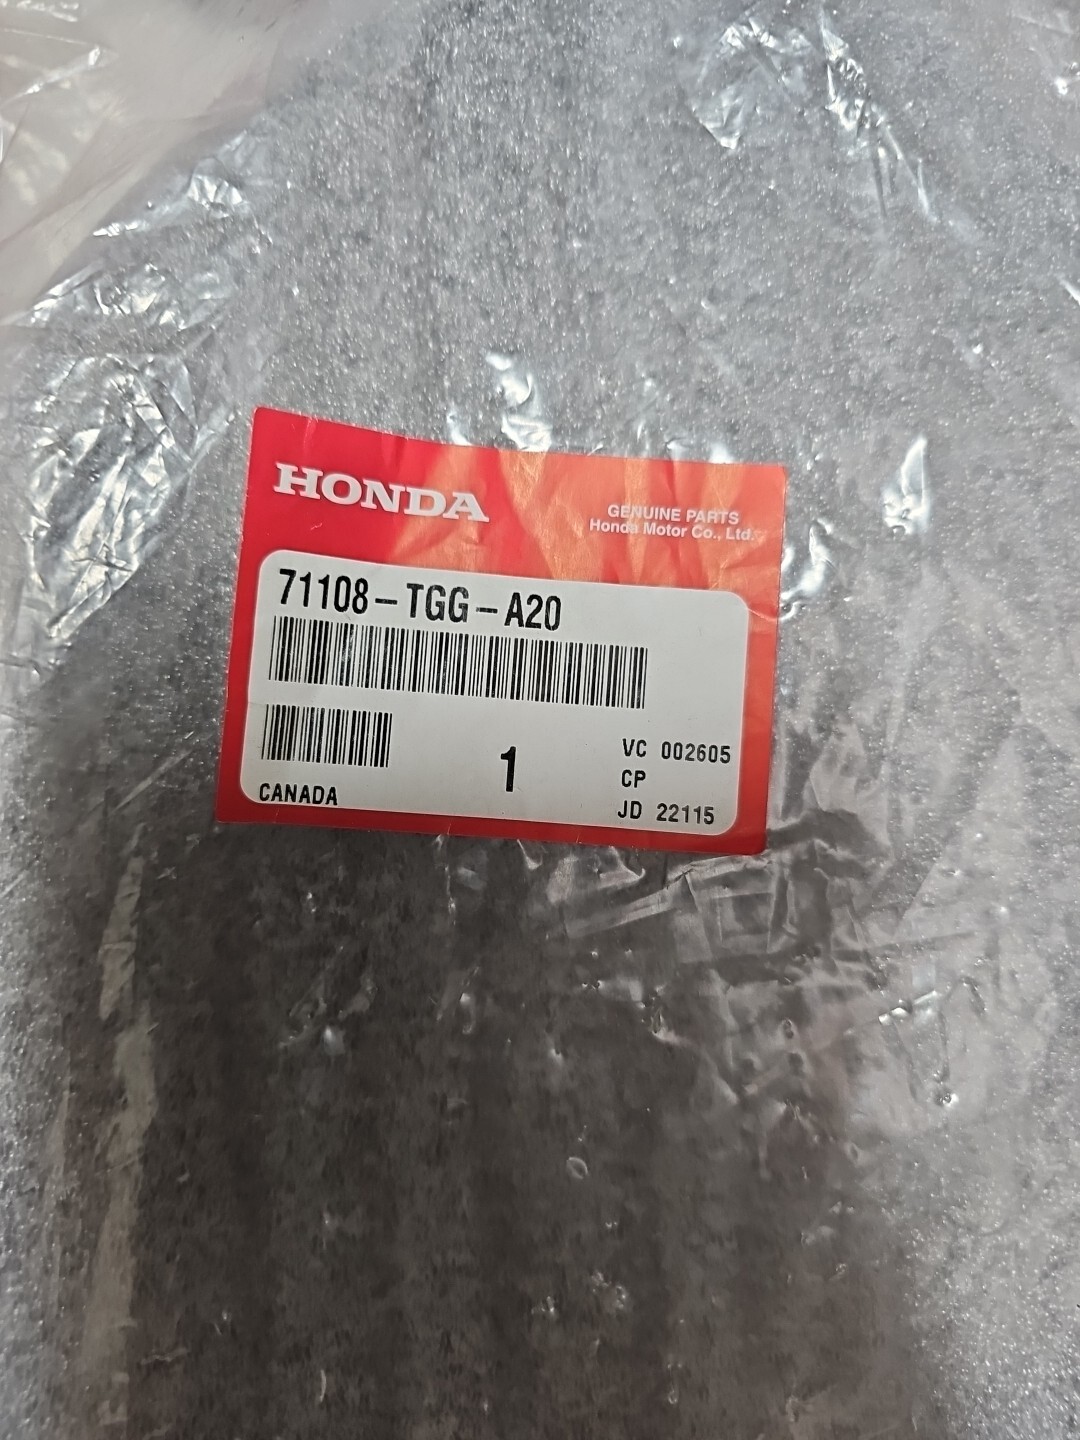 HONDA
GENUINE PARTS
Honda Motor Co., Ltd.
71108-TGG-A20
1
VC 002605
CP
JD 22115
CANADA